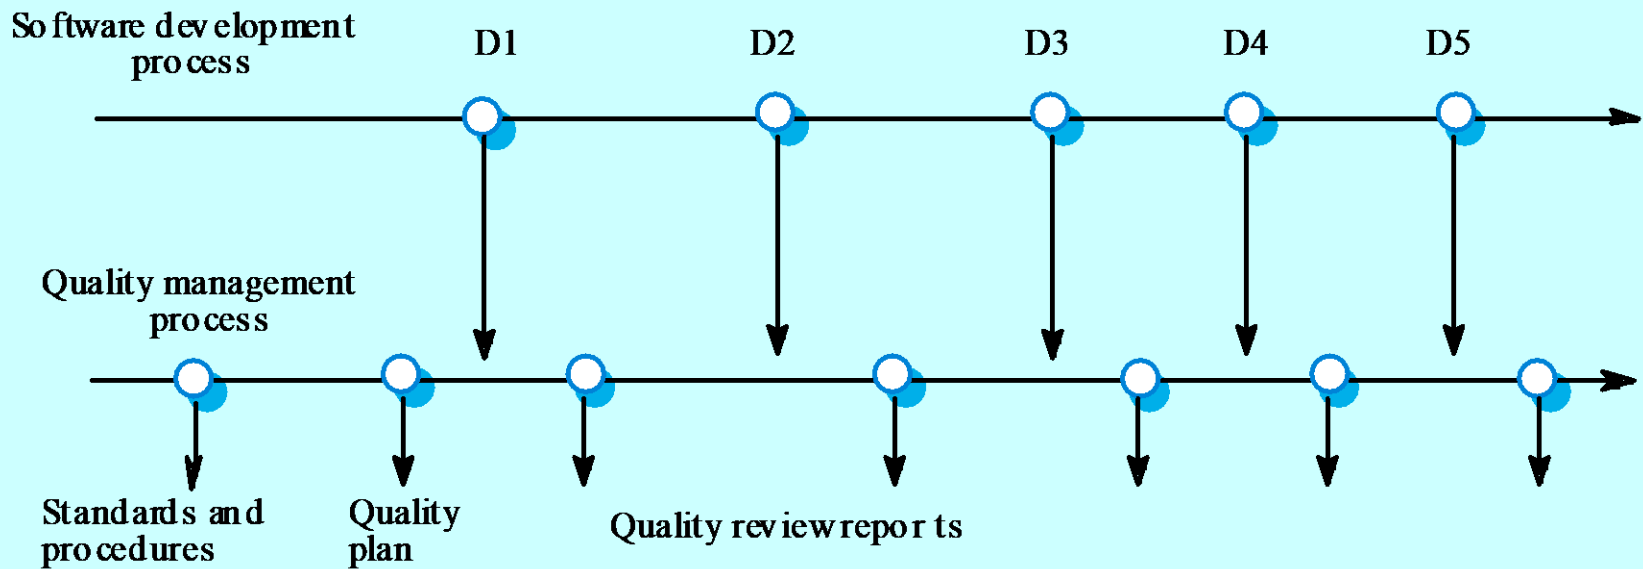 Software development
process
D1
D2
D3
D4
D5
Quality management
process
Standards and
procedures
Quality
plan
Quality review reports